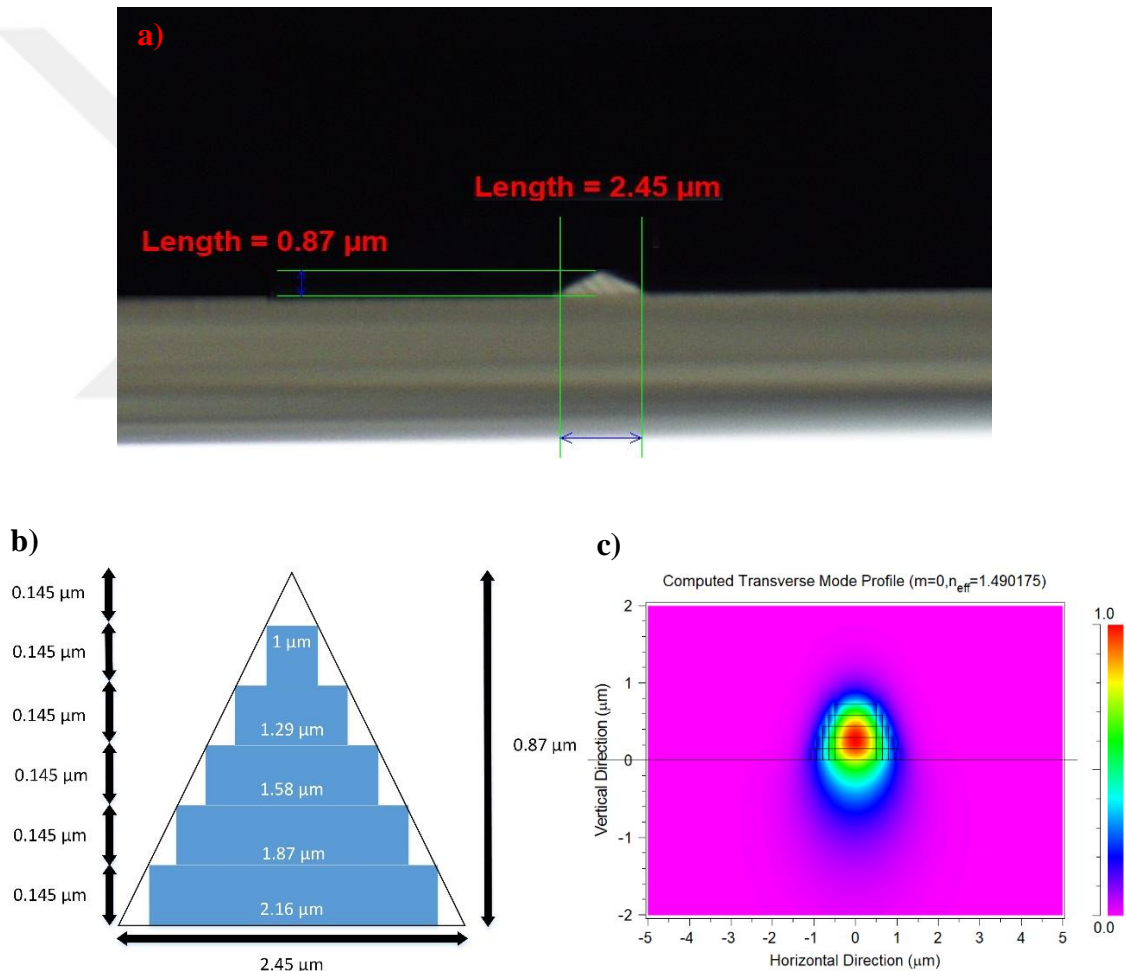 a)
Length = 2.45 µm
Length = 0.87 µm
b)
0.145 µm
0.145 µm
0.145 µm
0.145 µm
0.145 µm
0.145 µm
1 µm
1.29 µm
1.58 µm
1.87 µm
2.16 µm
2.45 µm
0.87 µm
c)
Computed Transverse Mode Profile (m=0,neff=1.490175)
Vertical Direction (µm)
2
1
0
-1
-2
-5 -4 -3 -2 -1 0 1 2 3 4 5
Horizontal Direction (µm)
1.0
0.0